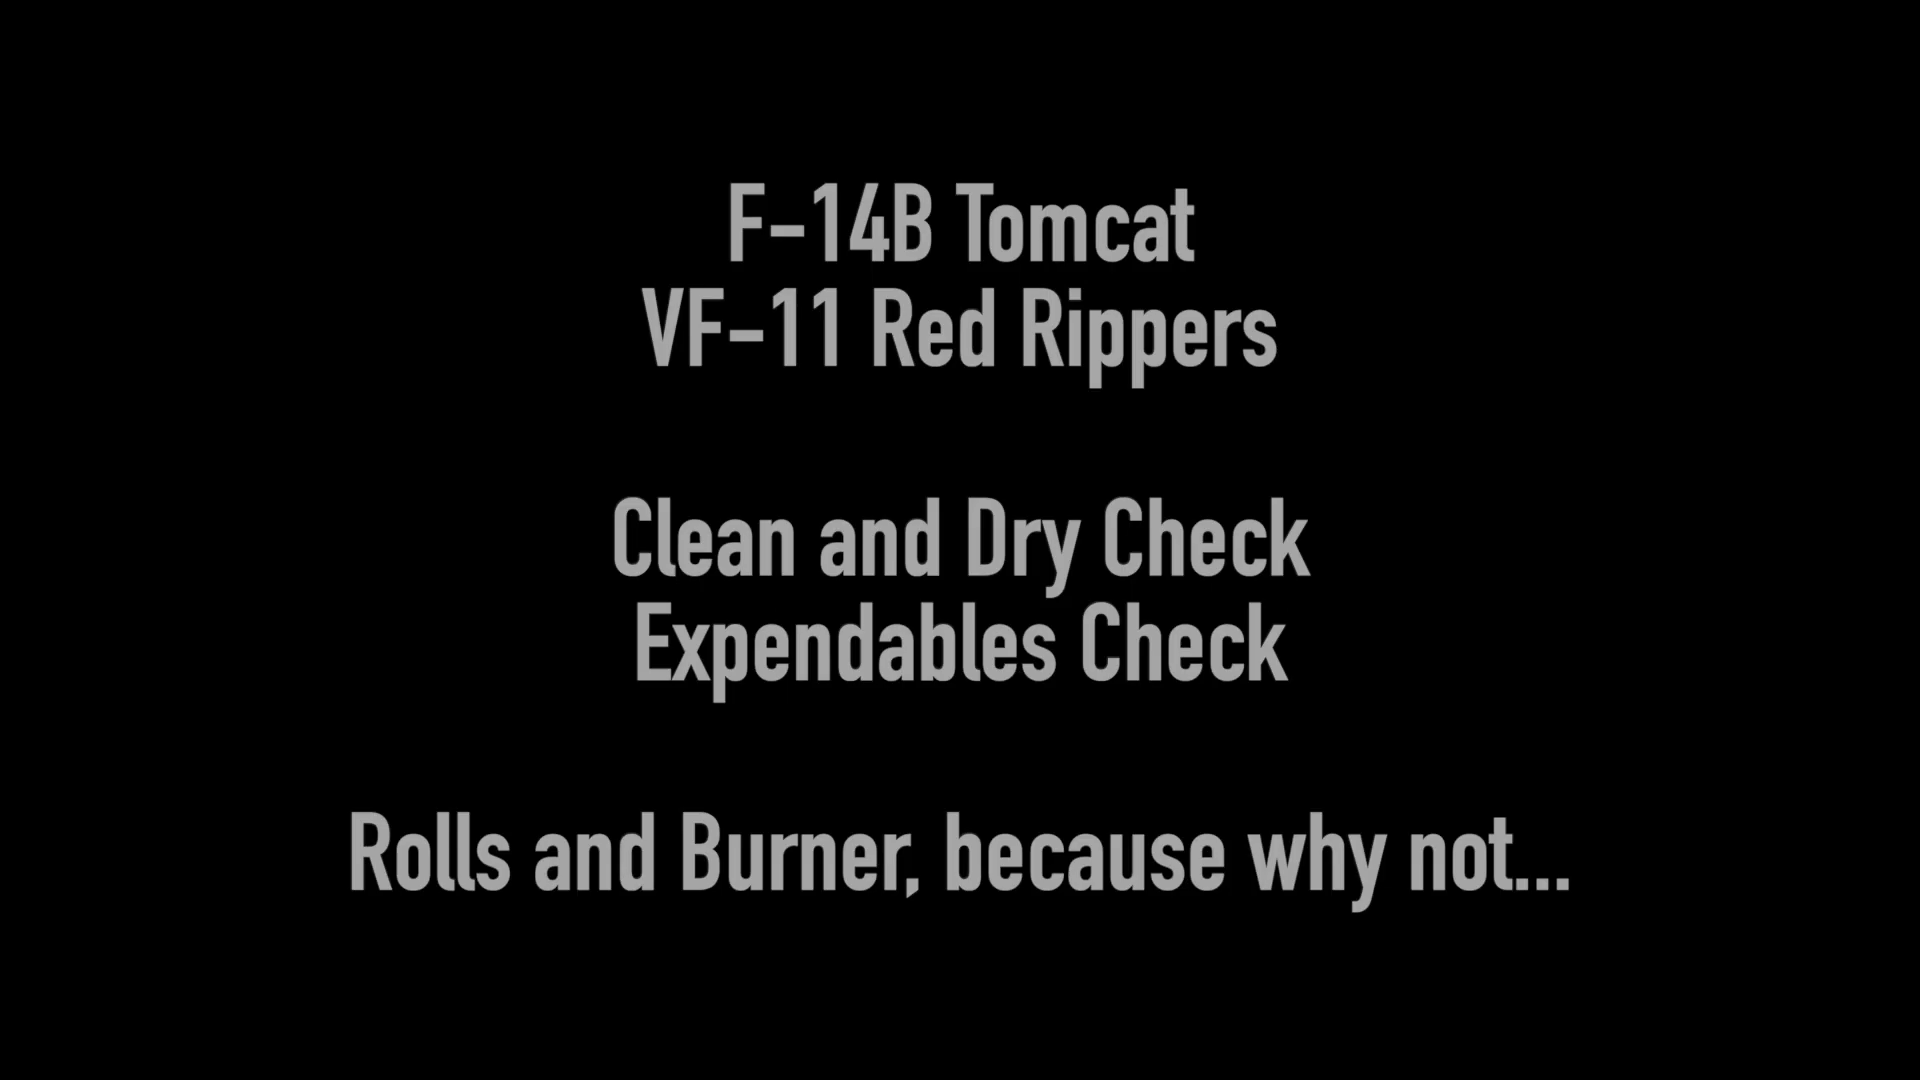 F-14B Tomcat
VF-11 Red Rippers
Clean and Dry Check
Expendables Check
Rolls and Burner, because why not...